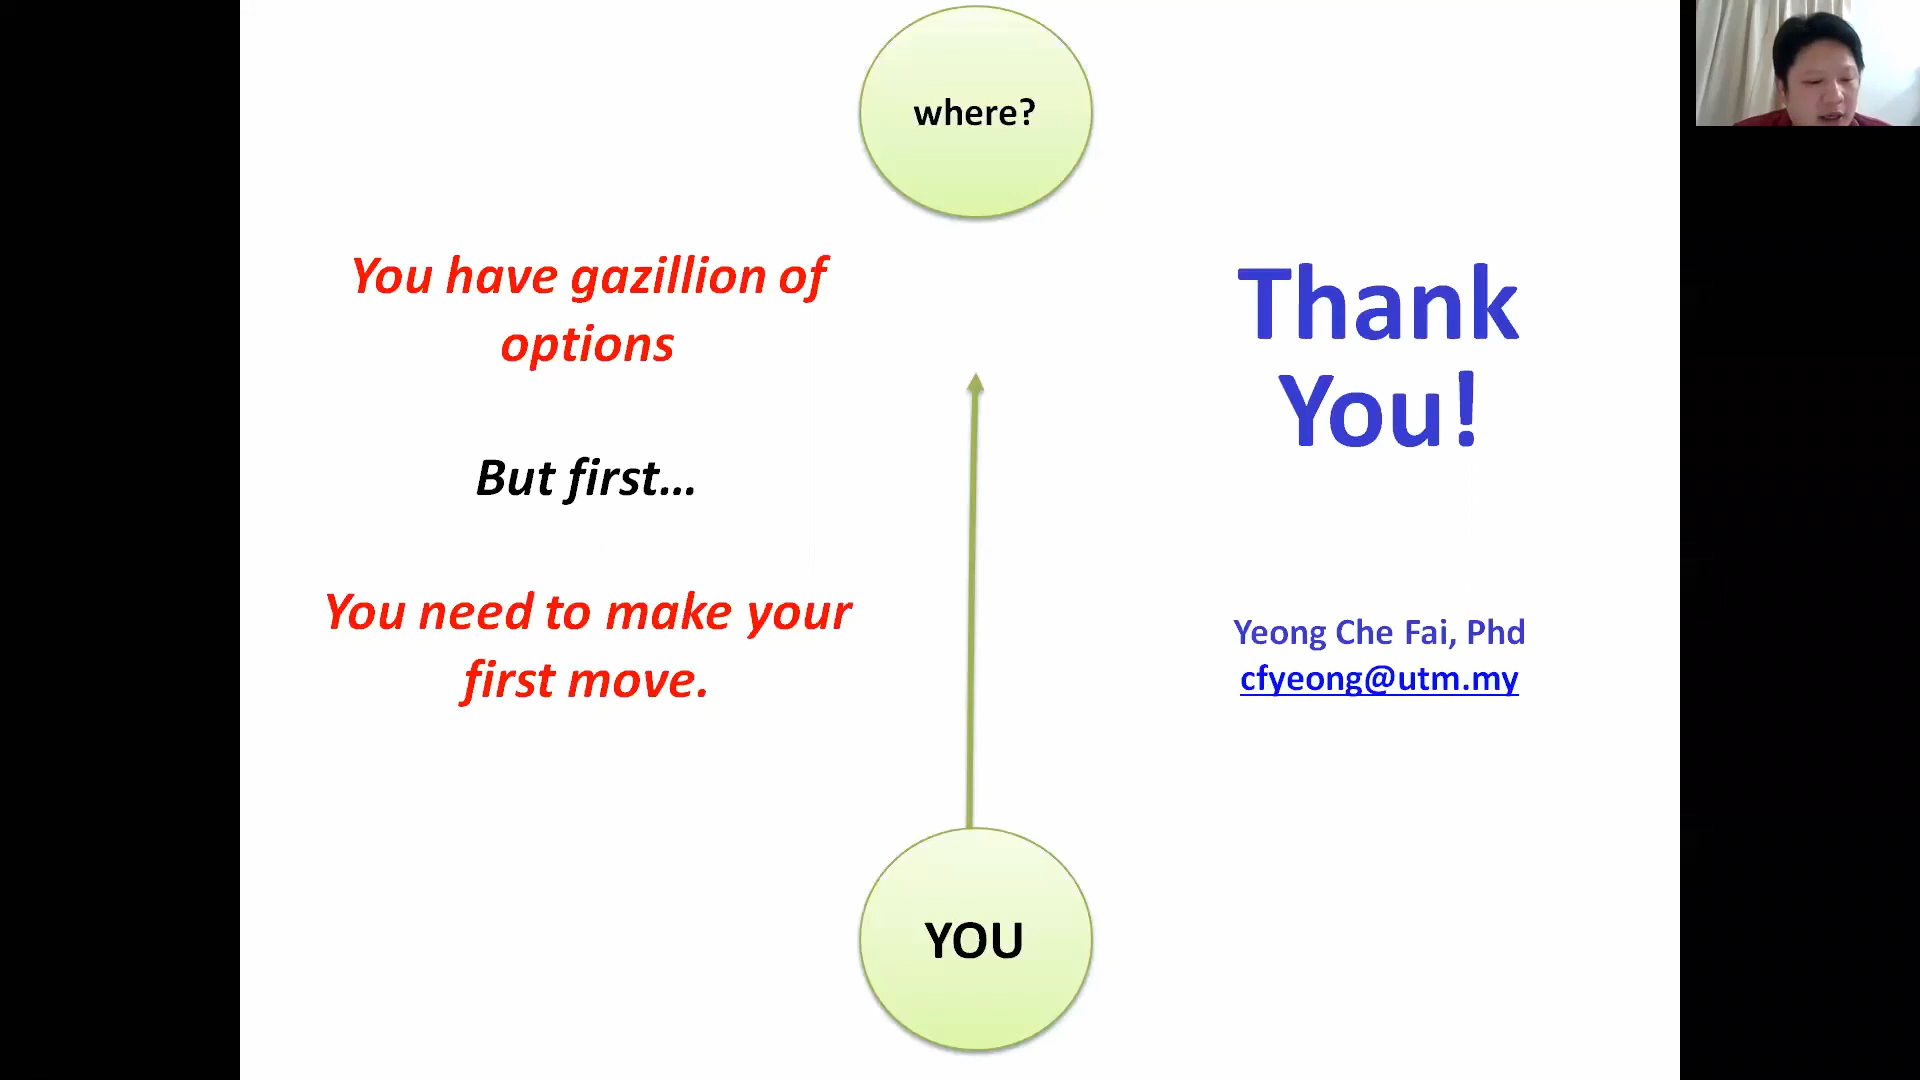 where?
You have gazillion of
options
But first...
You need to make your
first move.
Thank
You!
Yeong Che Fai, Phd
cfyeong@utm.my
YOU